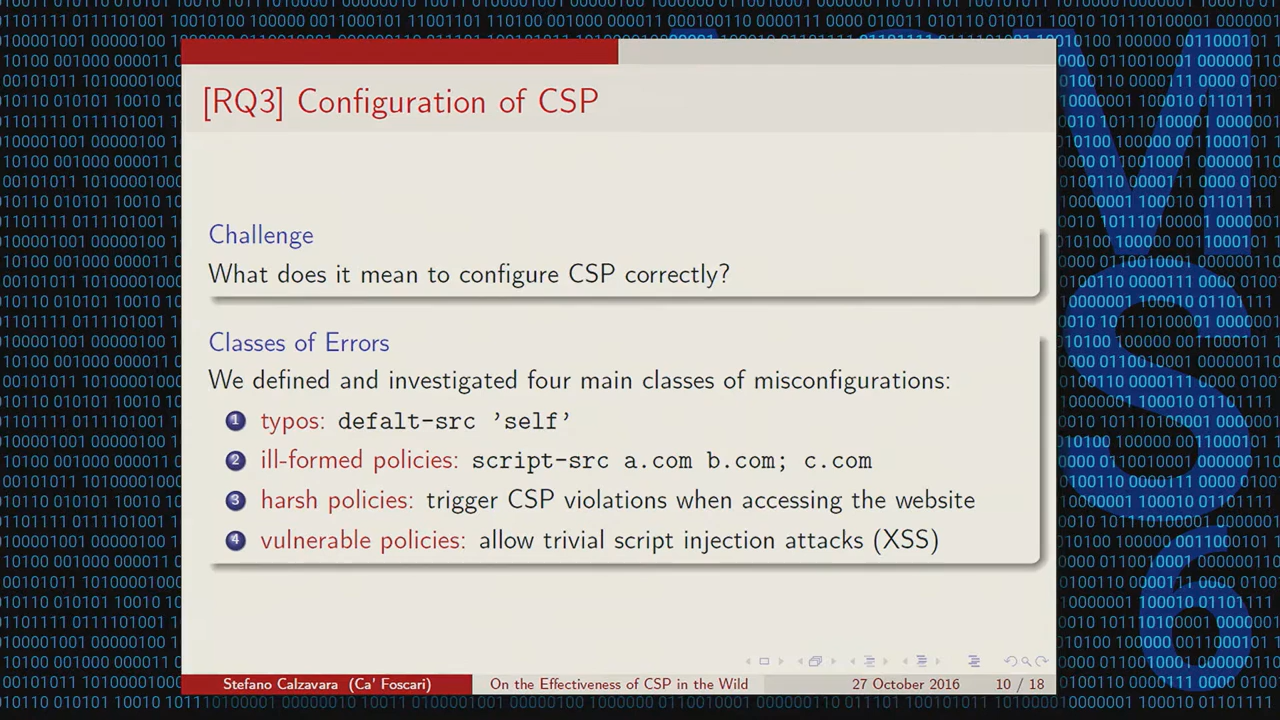 [RQ3] Configuration of CSP
Challenge
What does it mean to configure CSP correctly?
Classes of Errors
We defined and investigated four main classes of misconfigurations:
1 typos: defalt-src 'self'
2 ill-formed policies: script-src a.com b.com; c.com
3 harsh policies: trigger CSP violations when accessing the website
4 vulnerable policies: allow trivial script injection attacks (XSS)
Stefano Calzavara (Ca' Foscari) On the Effectiveness of CSP in the Wild 27 October 2016 10 / 18